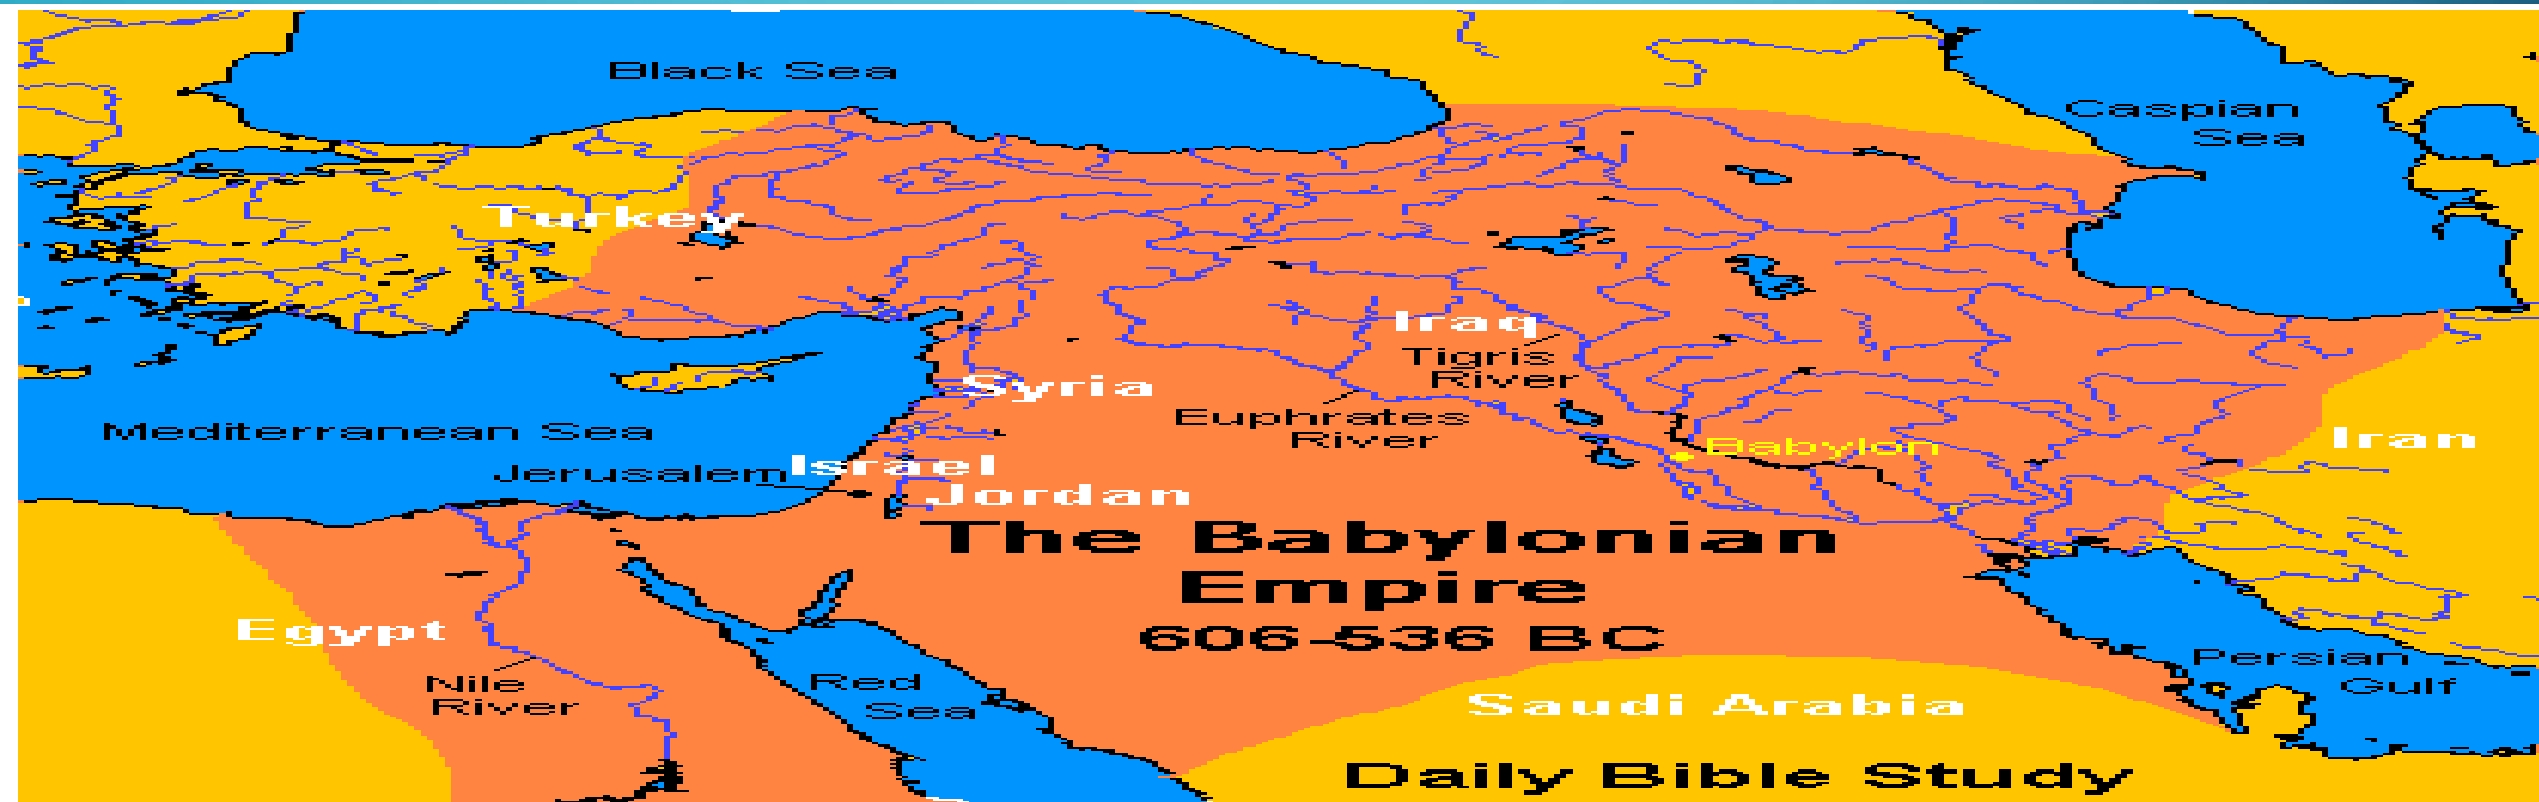 Black Sea
Caspian
Sea
Turkey
Iraq
Tigris
River
Syria
Euphrates
River
Mediterranean Sea
Babylon
Iran
Jerusalem
Israel
Jordan
The Babylonian
Empire
606-536 BC
Egypt
Nile
River
Red
Sea
Persian
Gulf
Saudi Arabia
Daily Bible Study